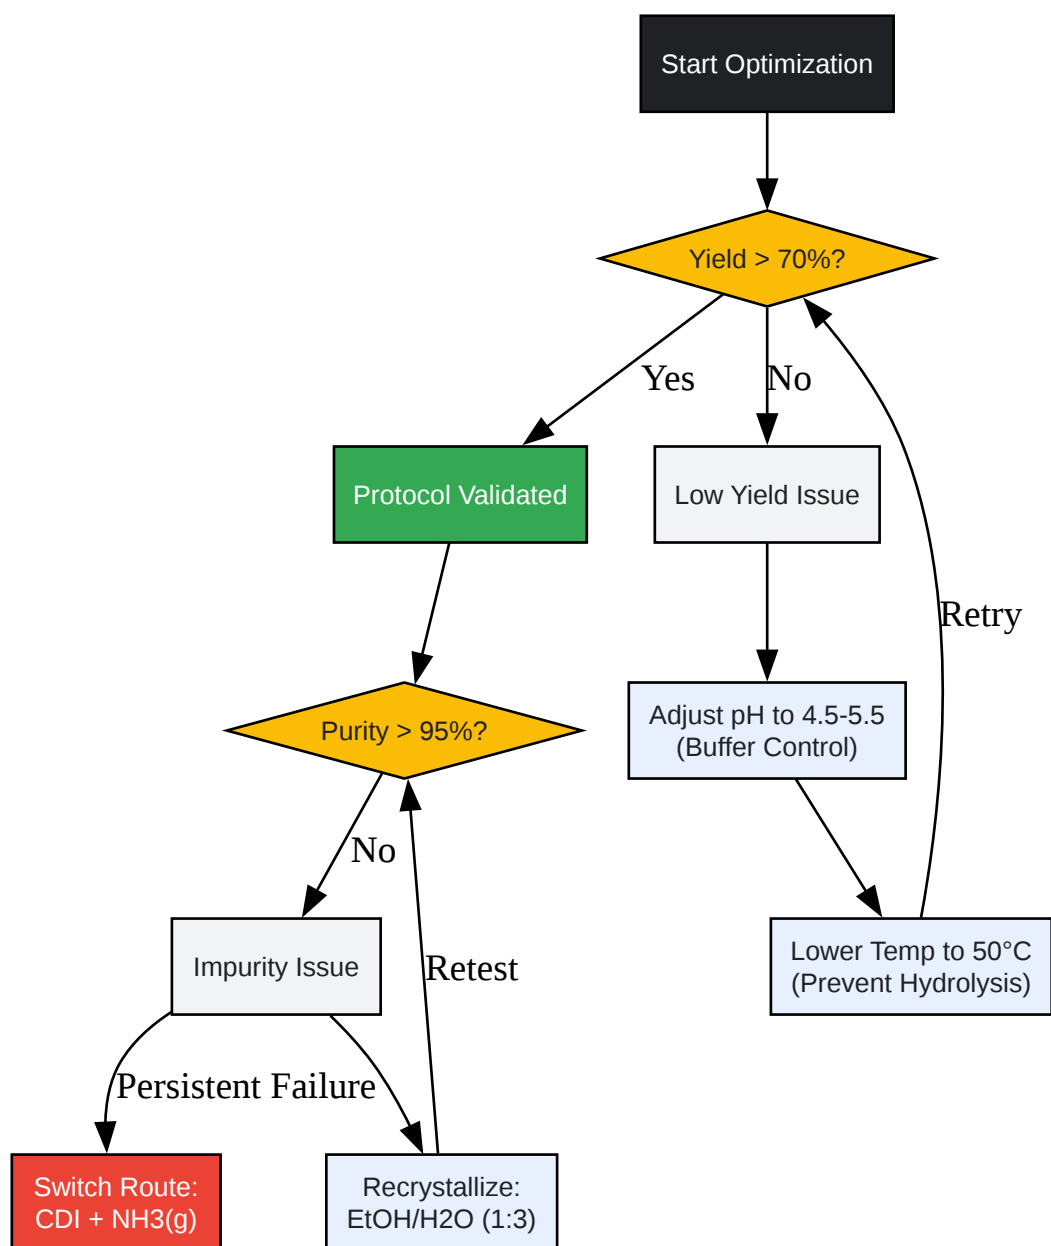 Start Optimization
Yield > 70%?
Yes
No
Protocol Validated
Low Yield Issue
Retry
Adjust pH to 4.5-5.5
(Buffer Control)
Purity > 95%?
No
Impurity Issue
Retest
Lower Temp to 50°C
(Prevent Hydrolysis)
Persistent Failure
Switch Route:
CDI + NH3(g)
Recrystallize:
EtOH/H2O (1:3)